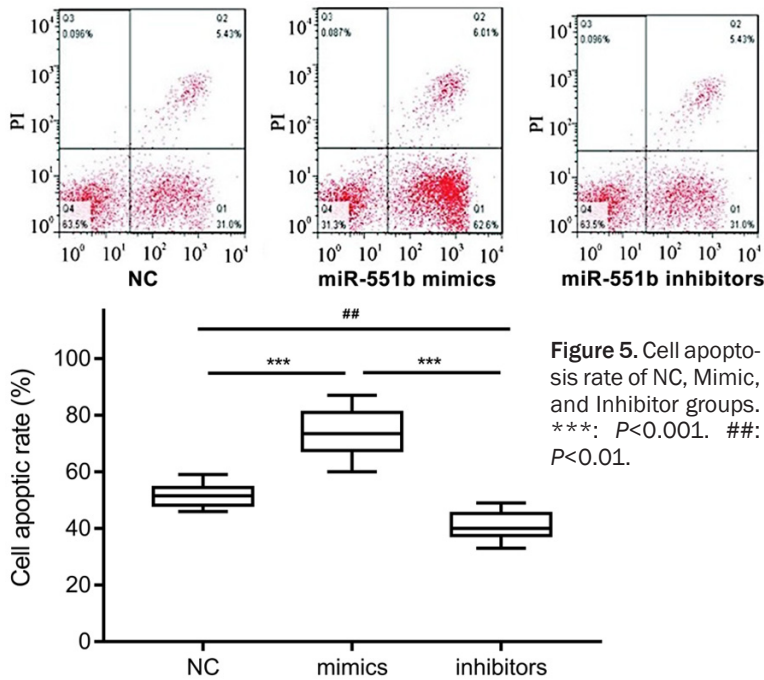 Q3
0.096%
Q2
5.43%
Q4
63.5%
Q1
31.0%
PI
10⁴
10³
10²
10¹
10⁰
10⁰ 10¹ 10² 10³ 10⁴
NC
Q3
0.087%
Q2
6.01%
Q4
31.3%
Q1
62.6%
PI
10⁴
10³
10²
10¹
10⁰
10⁰ 10¹ 10² 10³ 10⁴
miR-551b mimics
Q3
0.096%
Q2
5.43%
Q4
63.5%
Q1
31.0%
PI
10⁴
10³
10²
10¹
10⁰
10⁰ 10¹ 10² 10³ 10⁴
miR-551b inhibitors
Cell apoptic rate (%)
100
80
60
40
20
0
##
*** ***
NC mimics inhibitors
Figure 5. Cell apopto-
sis rate of NC, Mimic,
and Inhibitor groups.
***: P<0.001. ##:
P<0.01.